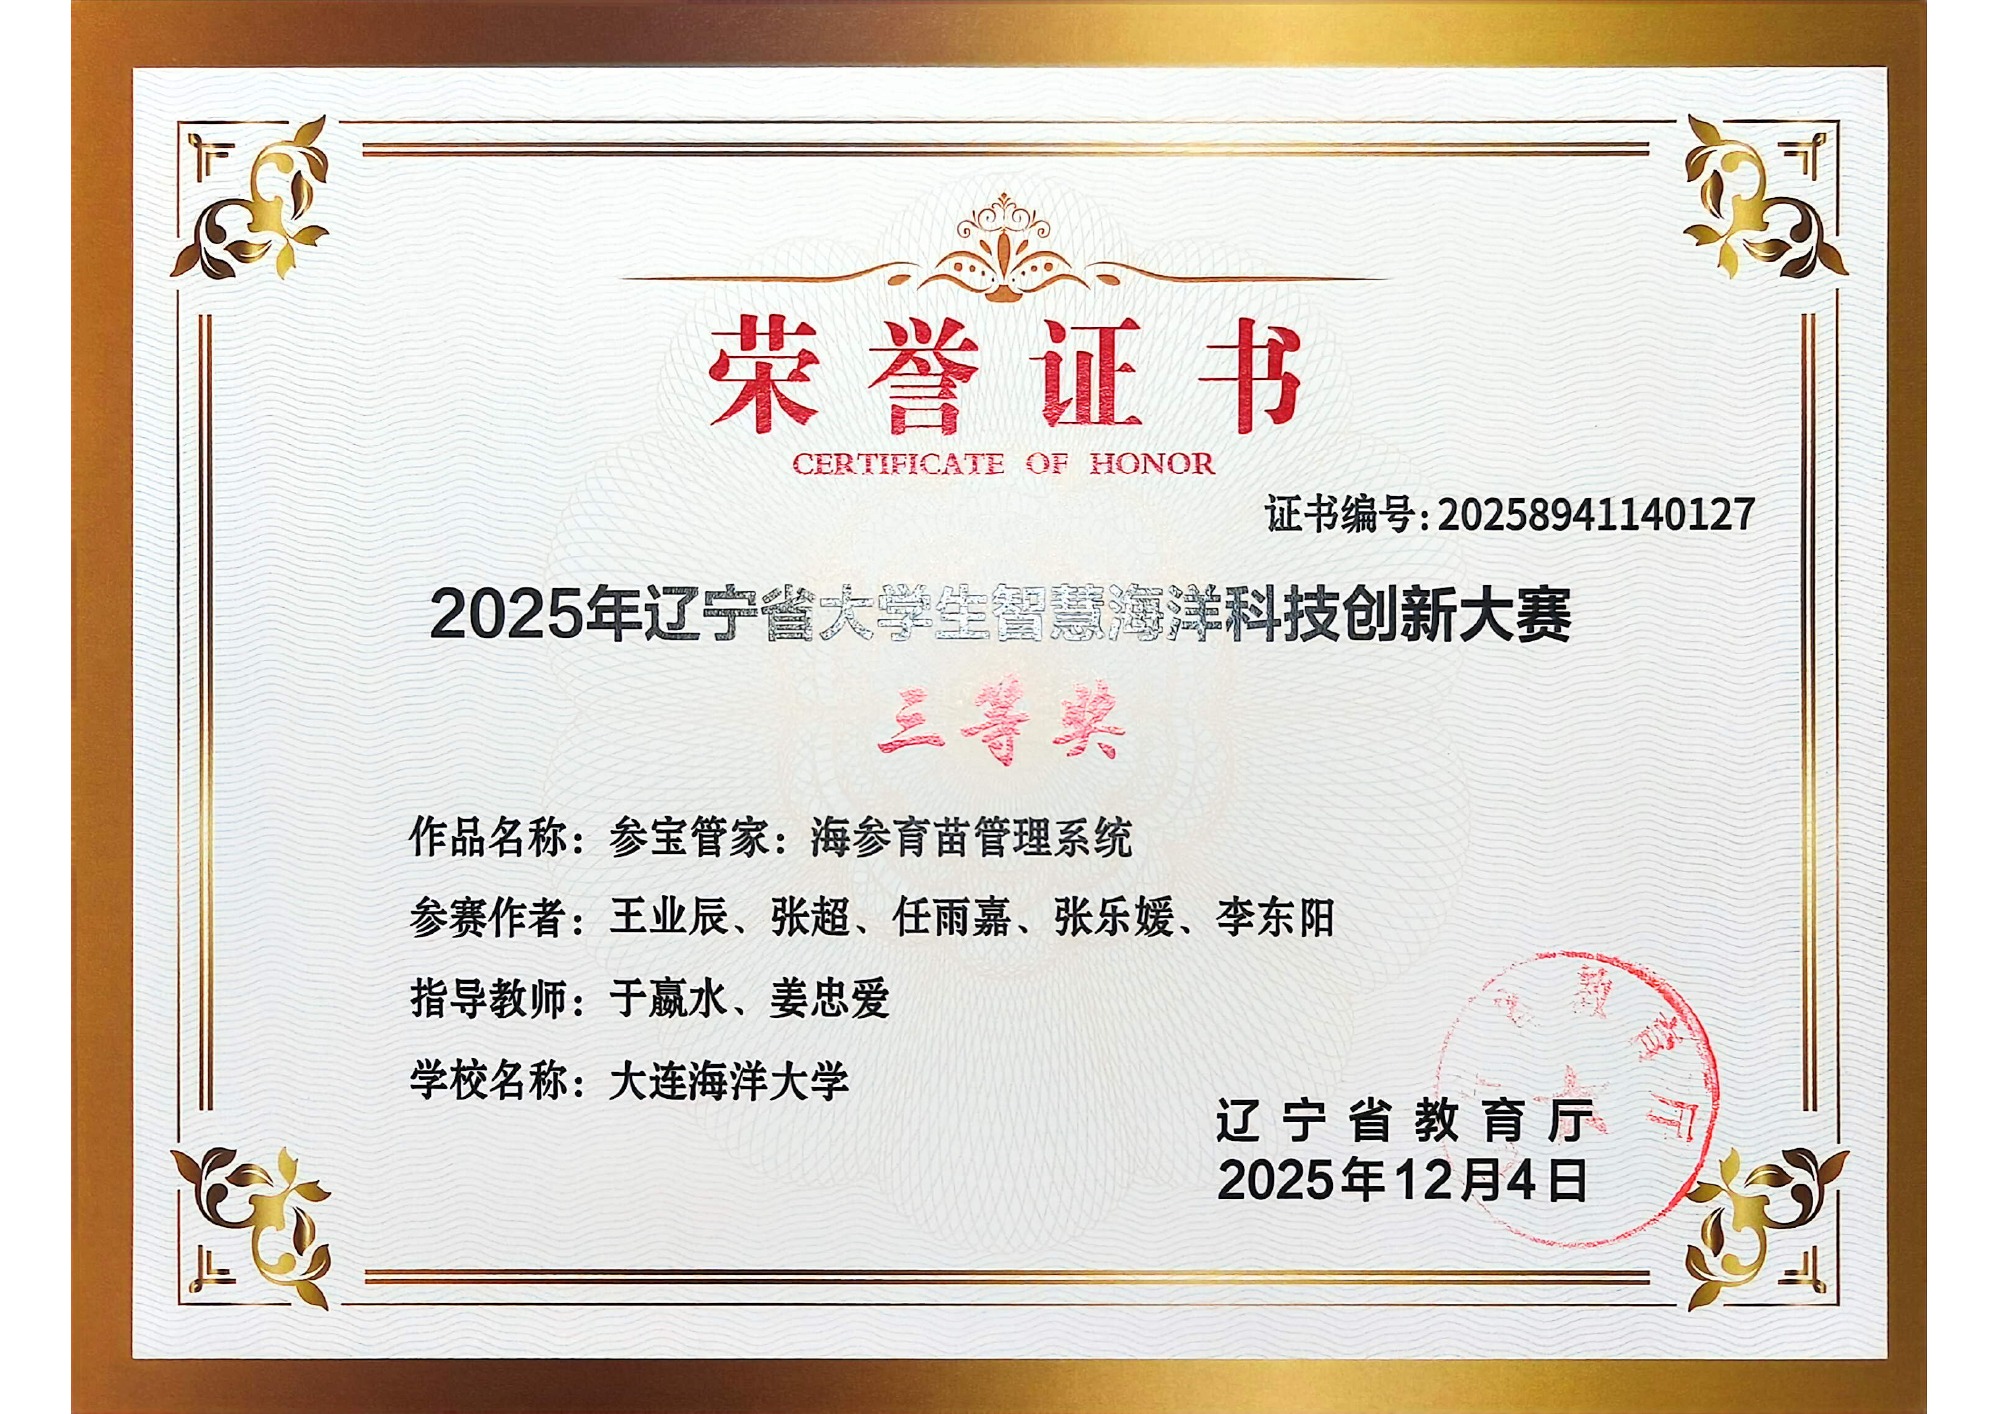 荣誉证书
CERTIFICATE OF HONOR
证书编号:20258941140127
2025年辽宁省大学生智慧海洋科技创新大赛
三等奖
作品名称：参宝管家：海参育苗管理系统
参赛作者：王业辰、张超、任雨嘉、张乐媛、李东阳
指导教师：于嬴水、姜忠爱
学校名称：大连海洋大学
教育厅
辽宁省教育厅
2025年12月4日